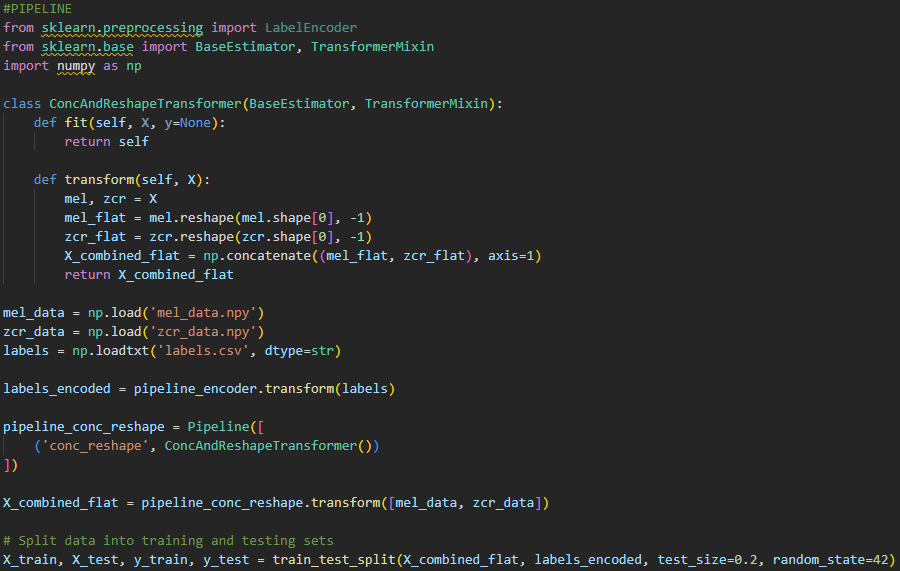 #PIPELINE
from sklearn.preprocessing import LabelEncoder
from sklearn.base import BaseEstimator, TransformerMixin
import numpy as np

class ConcAndReshapeTransformer(BaseEstimator, TransformerMixin):
    def fit(self, X, y=None):
        return self

    def transform(self, X):
        mel, zcr = X
        mel_flat = mel.reshape(mel.shape[0], -1)
        zcr_flat = zcr.reshape(zcr.shape[0], -1)
        X_combined_flat = np.concatenate((mel_flat, zcr_flat), axis=1)
        return X_combined_flat

mel_data = np.load('mel_data.npy')
zcr_data = np.load('zcr_data.npy')
labels = np.loadtxt('labels.csv', dtype=str)

labels_encoded = pipeline_encoder.transform(labels)

pipeline_conc_reshape = Pipeline([
    ('conc_reshape', ConcAndReshapeTransformer())
])

X_combined_flat = pipeline_conc_reshape.transform([mel_data, zcr_data])

# Split data into training and testing sets
X_train, X_test, y_train, y_test = train_test_split(X_combined_flat, labels_encoded, test_size=0.2, random_state=42)